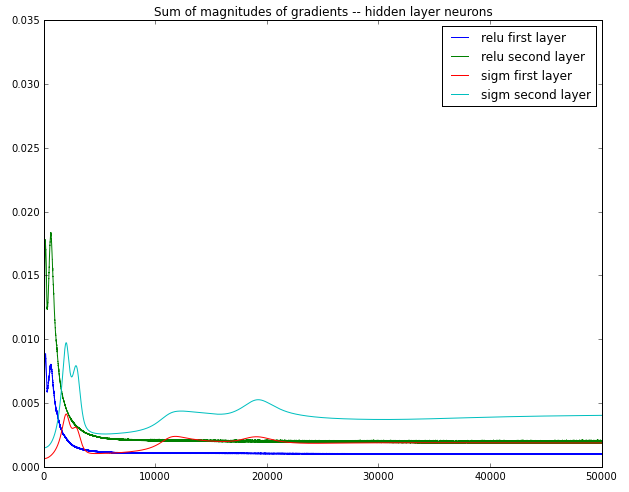 Sum of magnitudes of gradients -- hidden layer neurons
0.035
0.030
0.025
0.020
0.015
0.010
0.005
0.000
relu first layer
relu second layer
sigm first layer
sigm second layer
0 10000 20000 30000 40000 50000